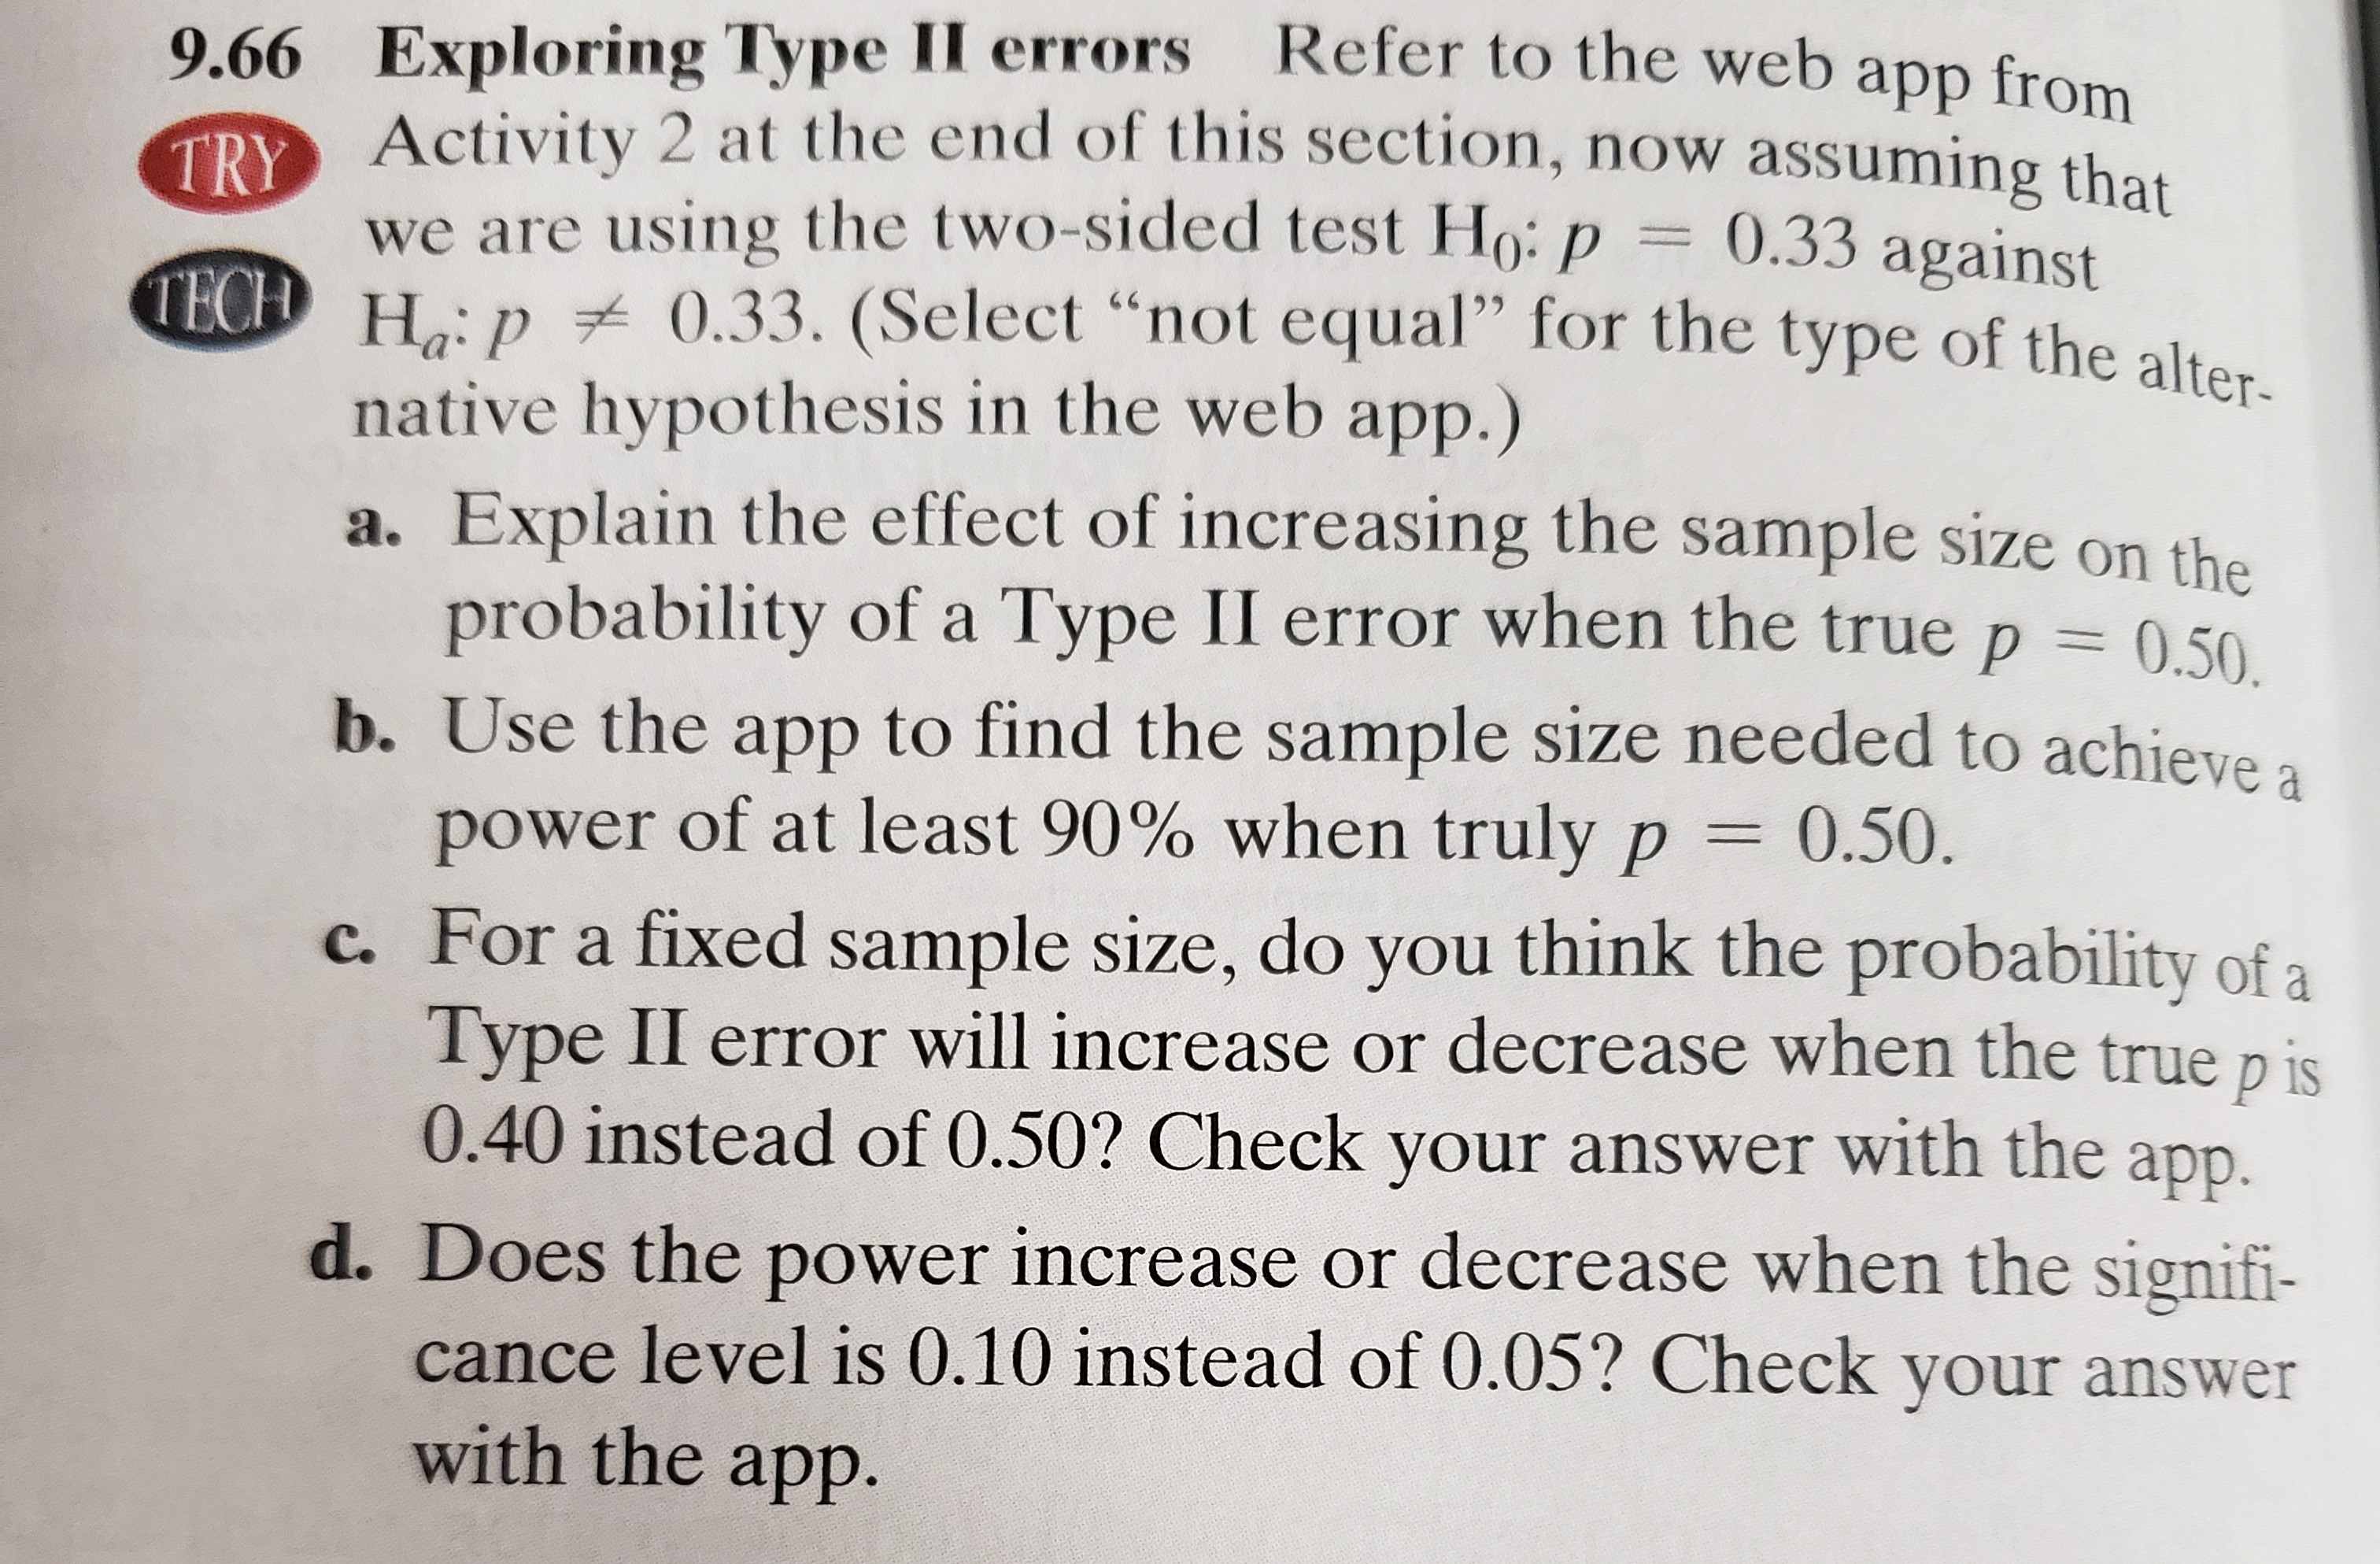 9.66 Exploring Type II errors Refer to the web app from
TRY
Activity 2 at the end of this section, now assuming that
we are using the two-sided test H₀: p = 0.33 against
TECH
Hₐ: p ≠ 0.33. (Select “not equal” for the type of the alter-
native hypothesis in the web app.)
a. Explain the effect of increasing the sample size on the
probability of a Type II error when the true p = 0.50.
b. Use the app to find the sample size needed to achieve a
power of at least 90% when truly p = 0.50.
c. For a fixed sample size, do you think the probability of a
Type II error will increase or decrease when the true p is
0.40 instead of 0.50? Check your answer with the app.
d. Does the power increase or decrease when the signifi-
cance level is 0.10 instead of 0.05? Check your answer
with the app.